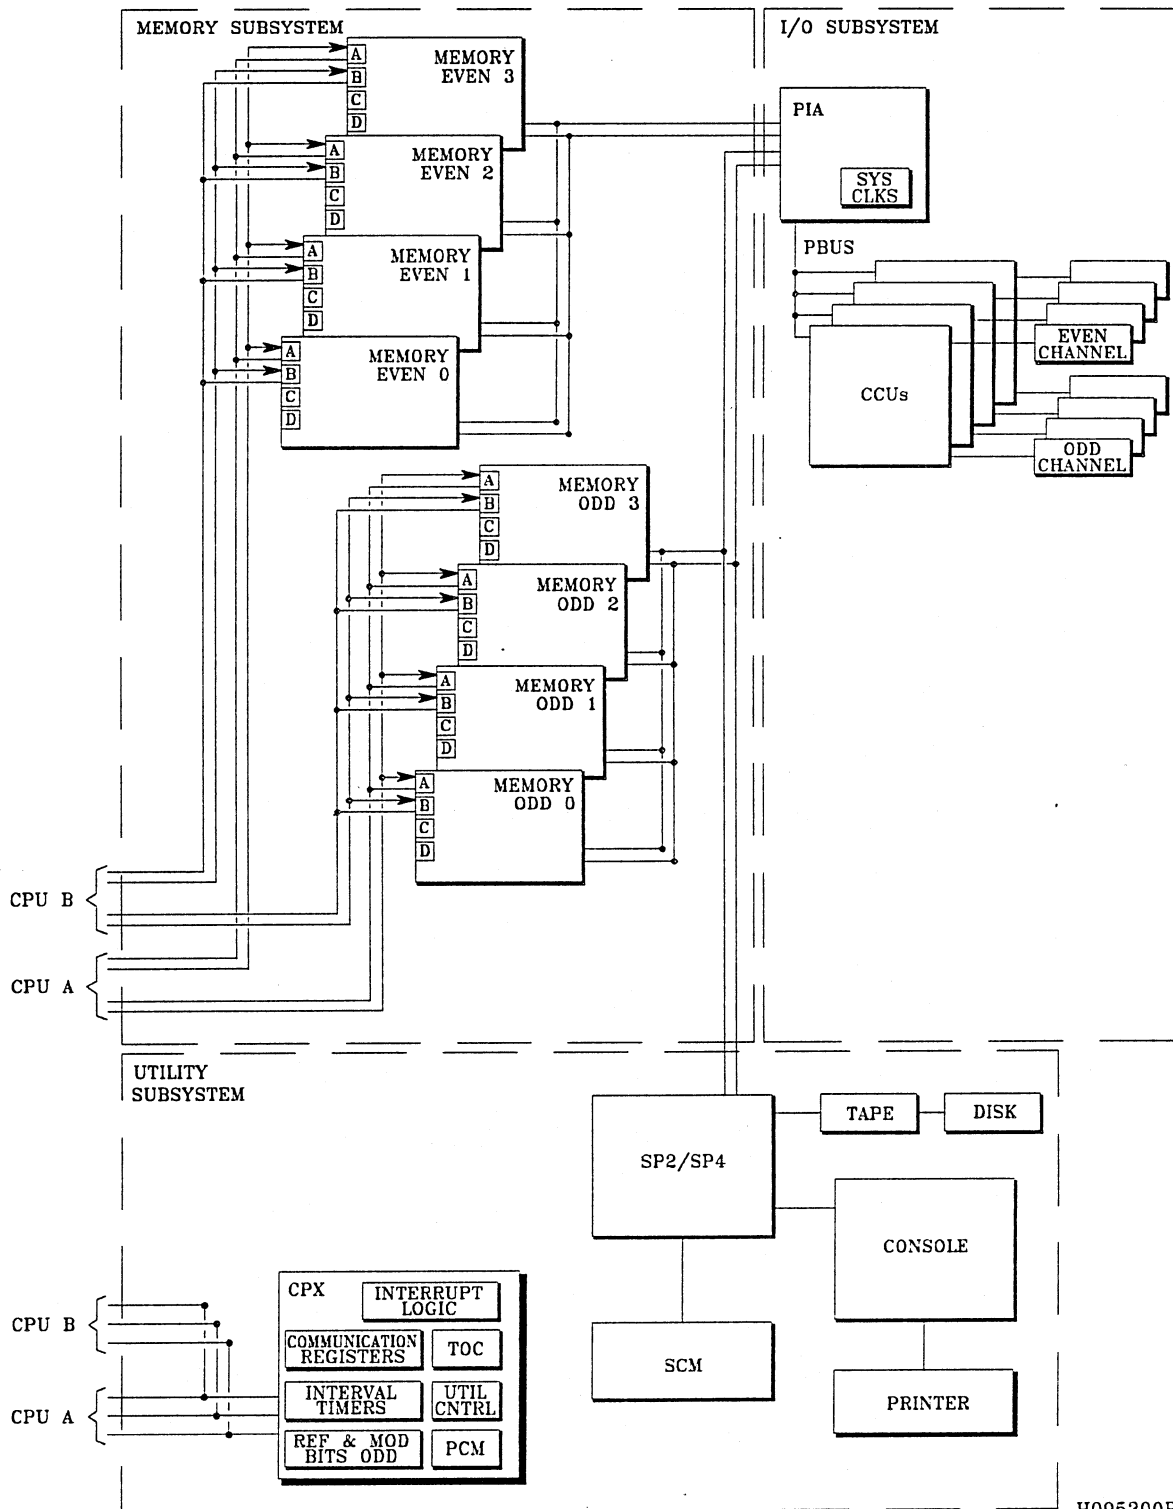 MEMORY SUBSYSTEM
I/O SUBSYSTEM
MEMORY
EVEN 3
A
B
C
D
MEMORY
EVEN 2
A
B
C
D
MEMORY
EVEN 1
A
B
C
D
MEMORY
EVEN 0
A
B
C
D
PIA
SYS
CLKS
PBUS
CCUs
EVEN
CHANNEL
ODD
CHANNEL
MEMORY
ODD 3
A
B
C
D
MEMORY
ODD 2
A
B
C
D
MEMORY
ODD 1
A
B
C
D
MEMORY
ODD 0
A
B
C
D
CPU B
CPU A
UTILITY
SUBSYSTEM
SP2/SP4
TAPE
DISK
CONSOLE
SCM
PRINTER
CPU B
CPU A
CPX
INTERRUPT
LOGIC
COMMUNICATION
REGISTERS
TOC
INTERVAL
TIMERS
UTIL
CNTRL
REF & MOD
BITS ODD
PCM